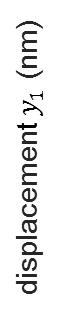 displacement y₁ (nm)